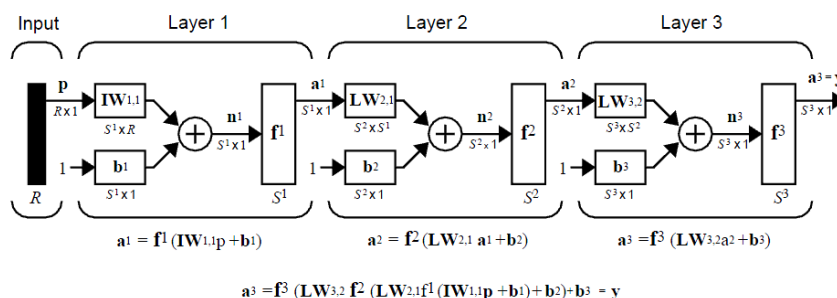 Input Layer 1 Layer 2 Layer 3
p a1 a2 a3 = y
IW1,1 LW2,1 LW3,2
R x 1 S1 x 1 S2 x 1 S3 x 1
n1 n2 n3
S1 x R S2 x S1 S3 x S2
+ f1 + f2 + f3
S1 x 1 S2 x 1 S3 x 1
1 b1 1 b2 1 b3
R S1 x 1 S1 S2 x 1 S2 S3 x 1 S3
a1 = f1 (IW1,1p +b1) a2 = f2 (LW2,1 a1 +b2) a3 =f3 (LW3,2a2 +b3)
a3 =f3 (LW3,2 f2 (LW2,1f1 (IW1,1p +b1)+b2)+b3 = y